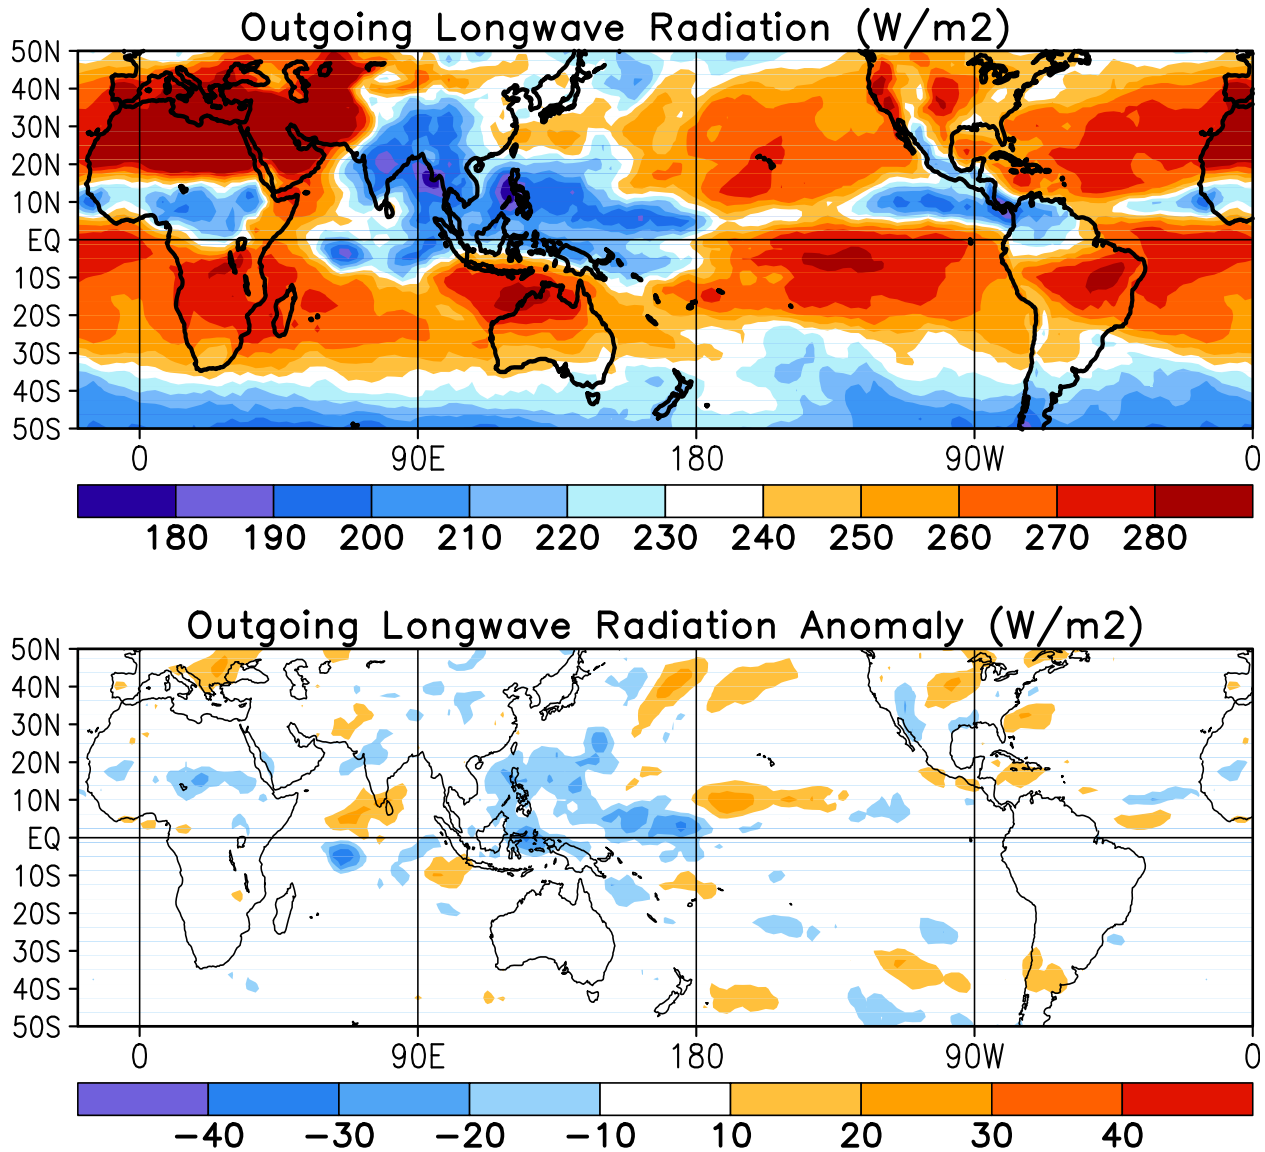 Outgoing Longwave Radiation (W/m2)
50N
40N
30N
20N
10N
EQ
10S
20S
30S
40S
50S
0 90E 180 90W 0
180 190 200 210 220 230 240 250 260 270 280
Outgoing Longwave Radiation Anomaly (W/m2)
50N
40N
30N
20N
10N
EQ
10S
20S
30S
40S
50S
0 90E 180 90W 0
−40 −30 −20 −10 10 20 30 40